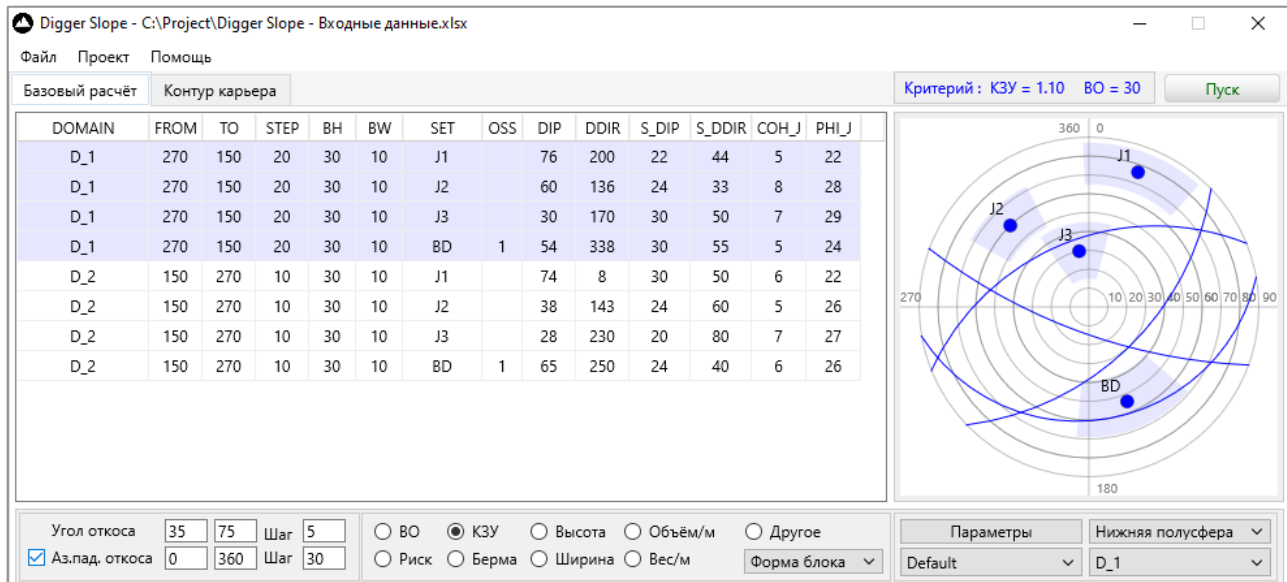 Digger Slope - C:\Project\Digger Slope - Входные данные.xlsx
Файл Проект Помощь
Базовый расчёт Контур карьера Критерий : КЗУ = 1.10 ВО = 30 Пуск
DOMAIN FROM TO STEP BH BW SET OSS DIP DDIR S_DIP S_DDIR COH_J PHI_J
D_1 270 150 20 30 10 J1 76 200 22 44 5 22
D_1 270 150 20 30 10 J2 60 136 24 33 8 28
D_1 270 150 20 30 10 J3 30 170 30 50 7 29
D_1 270 150 20 30 10 BD 1 54 338 30 55 5 24
D_2 150 270 10 30 10 J1 74 8 30 50 6 22
D_2 150 270 10 30 10 J2 38 143 24 60 5 26
D_2 150 270 10 30 10 J3 28 230 20 80 7 27
D_2 150 270 10 30 10 BD 1 65 250 24 40 6 26
360 0
J1
J2
J3
270 10 20 30 40 50 60 70 80 90
BD
180
Угол откоса 35 75 Шаг 5
Аз.пад. откоса 0 360 Шаг 30
ВО КЗУ Высота Объём/м Другое
Риск Берма Ширина Вес/м Форма блока
Параметры Нижняя полусфера
Default D_1